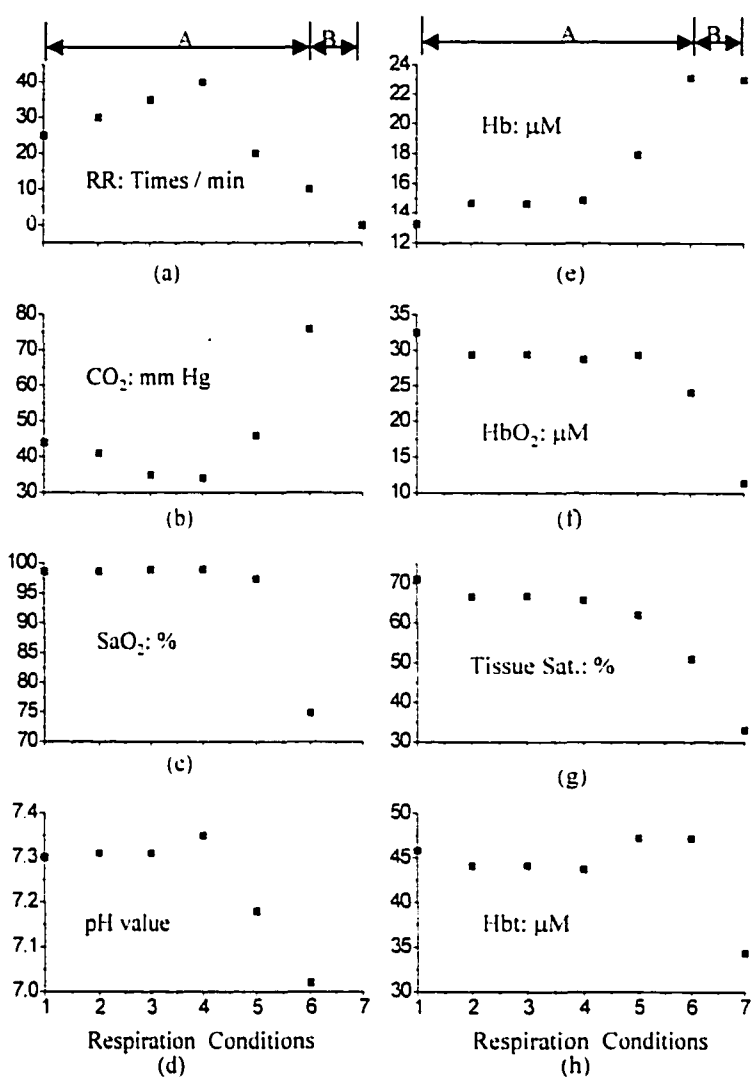 A
B
A
B
40
30
20
10
0
RR: Times / min
(a)
24
22
20
18
16
14
12
Hb: μM
(e)
80
70
60
50
40
30
CO₂: mm Hg
(b)
35
30
25
20
15
10
HbO₂: μM
(f)
100
95
90
85
80
75
70
SaO₂: %
(c)
70
60
50
40
30
Tissue Sat.: %
(g)
7.4
7.3
7.2
7.1
7.0
pH value
1 2 3 4 5 6 7
Respiration Conditions
(d)
50
45
40
35
30
Hbt: μM
1 2 3 4 5 6 7
Respiration Conditions
(h)